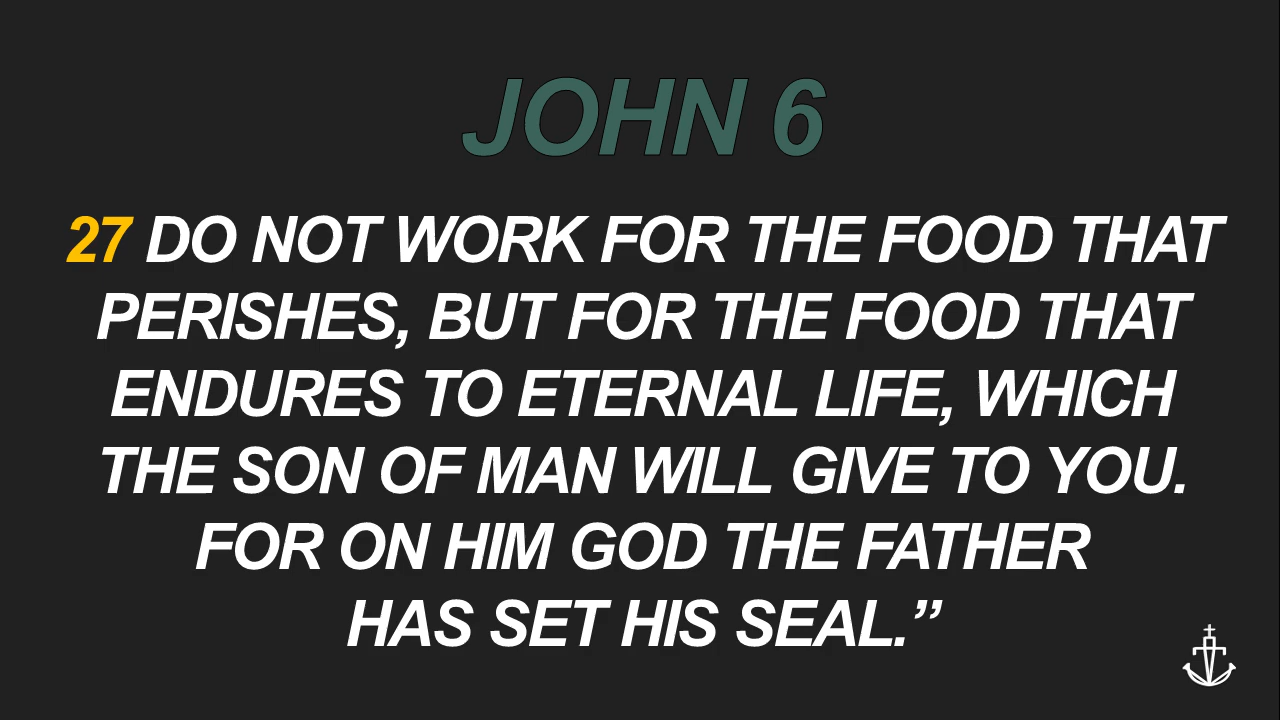 JOHN 6
27 DO NOT WORK FOR THE FOOD THAT
PERISHES, BUT FOR THE FOOD THAT
ENDURES TO ETERNAL LIFE, WHICH
THE SON OF MAN WILL GIVE TO YOU.
FOR ON HIM GOD THE FATHER
HAS SET HIS SEAL.”